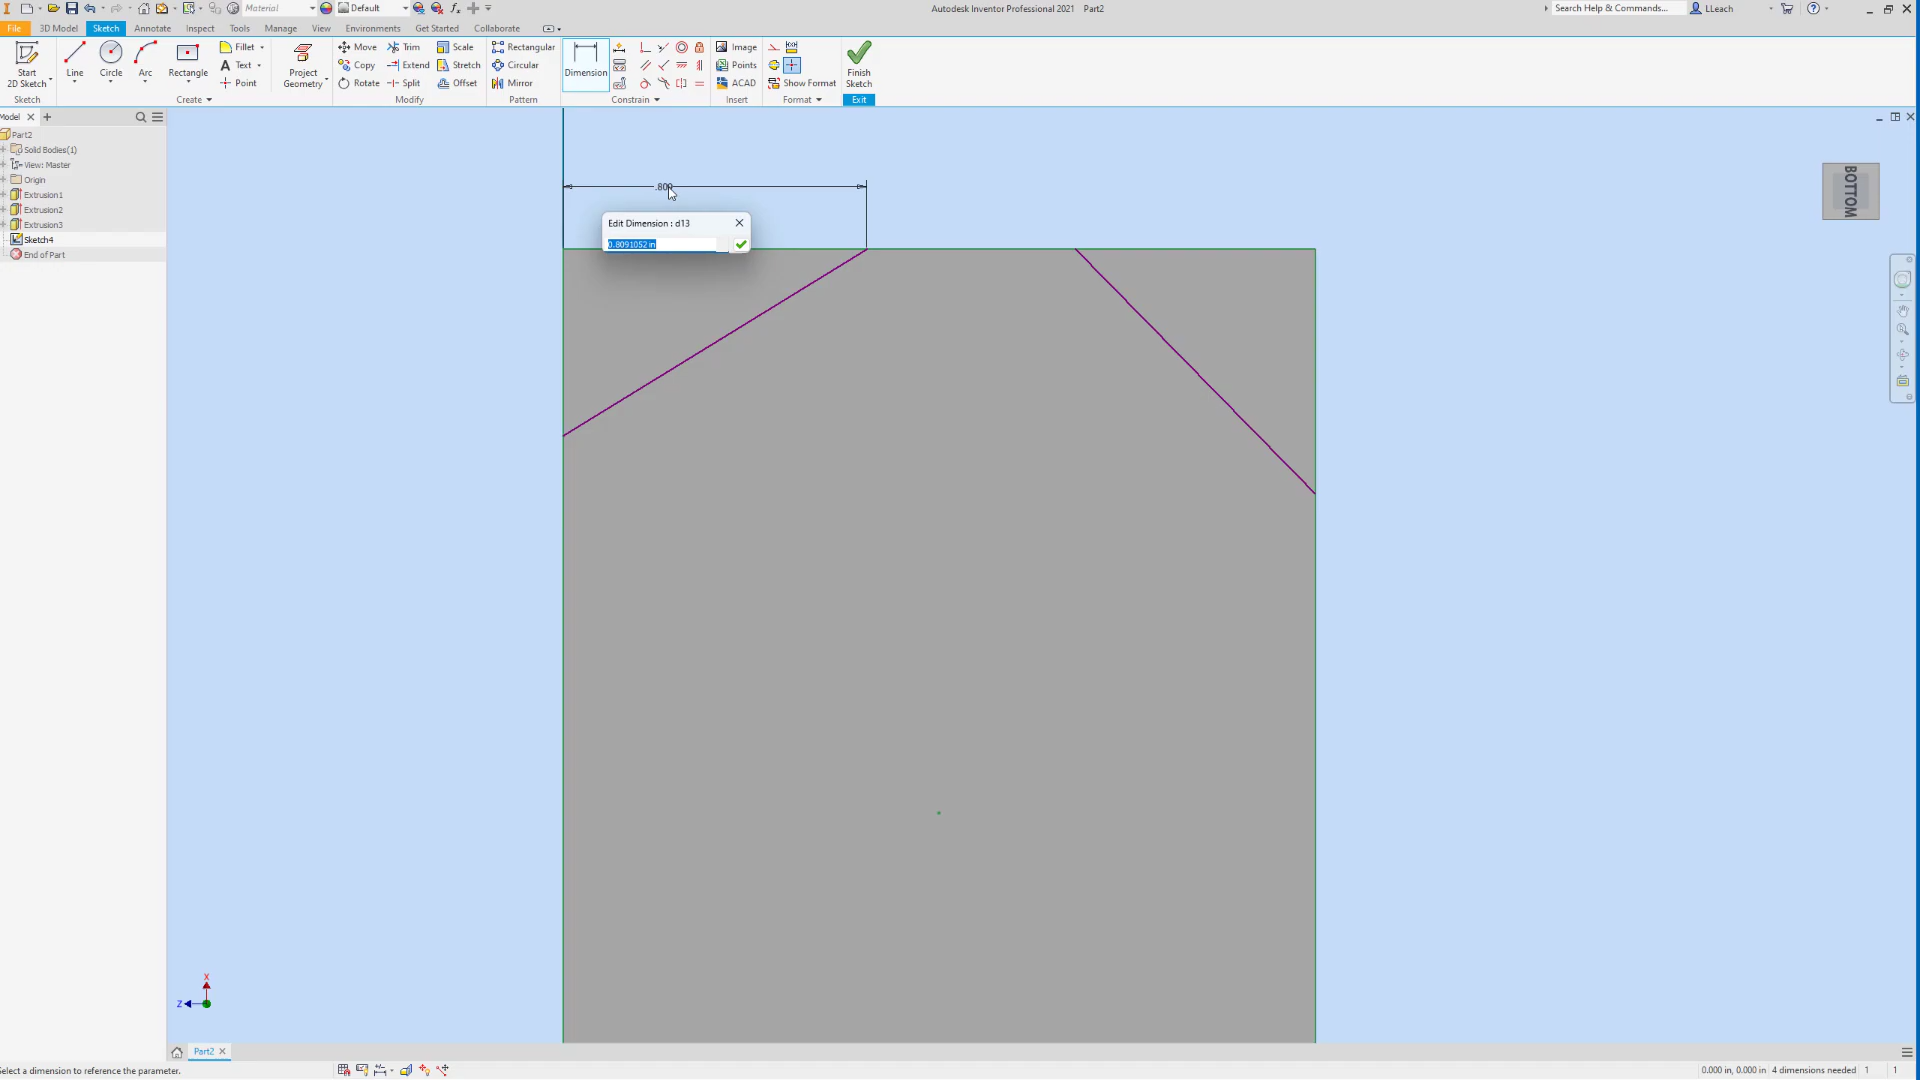 Material
Default
Autodesk Inventor Professional 2021 Part2
Search Help & Commands...
LLeach
File
3D Model
Sketch
Annotate
Inspect
Tools
Manage
View
Environments
Get Started
Collaborate
Start
2D Sketch
Line
Circle
Arc
Rectangle
Fillet
Text
Point
Project
Geometry
Move
Copy
Rotate
Trim
Extend
Split
Scale
Stretch
Offset
Rectangular
Circular
Mirror
Dimension
Image
Points
ACAD
Show Format
Finish
Sketch
Sketch
Create
Modify
Pattern
Constrain
Insert
Format
Exit
Model
Part2
Solid Bodies(1)
View: Master
Origin
Extrusion1
Extrusion2
Extrusion3
Sketch4
End of Part
.809
Edit Dimension : d13
0.8091052 in
BOTTOM
X
Z
Part2
Select a dimension to reference the parameter.
0.000 in, 0.000 in 4 dimensions needed 1 1